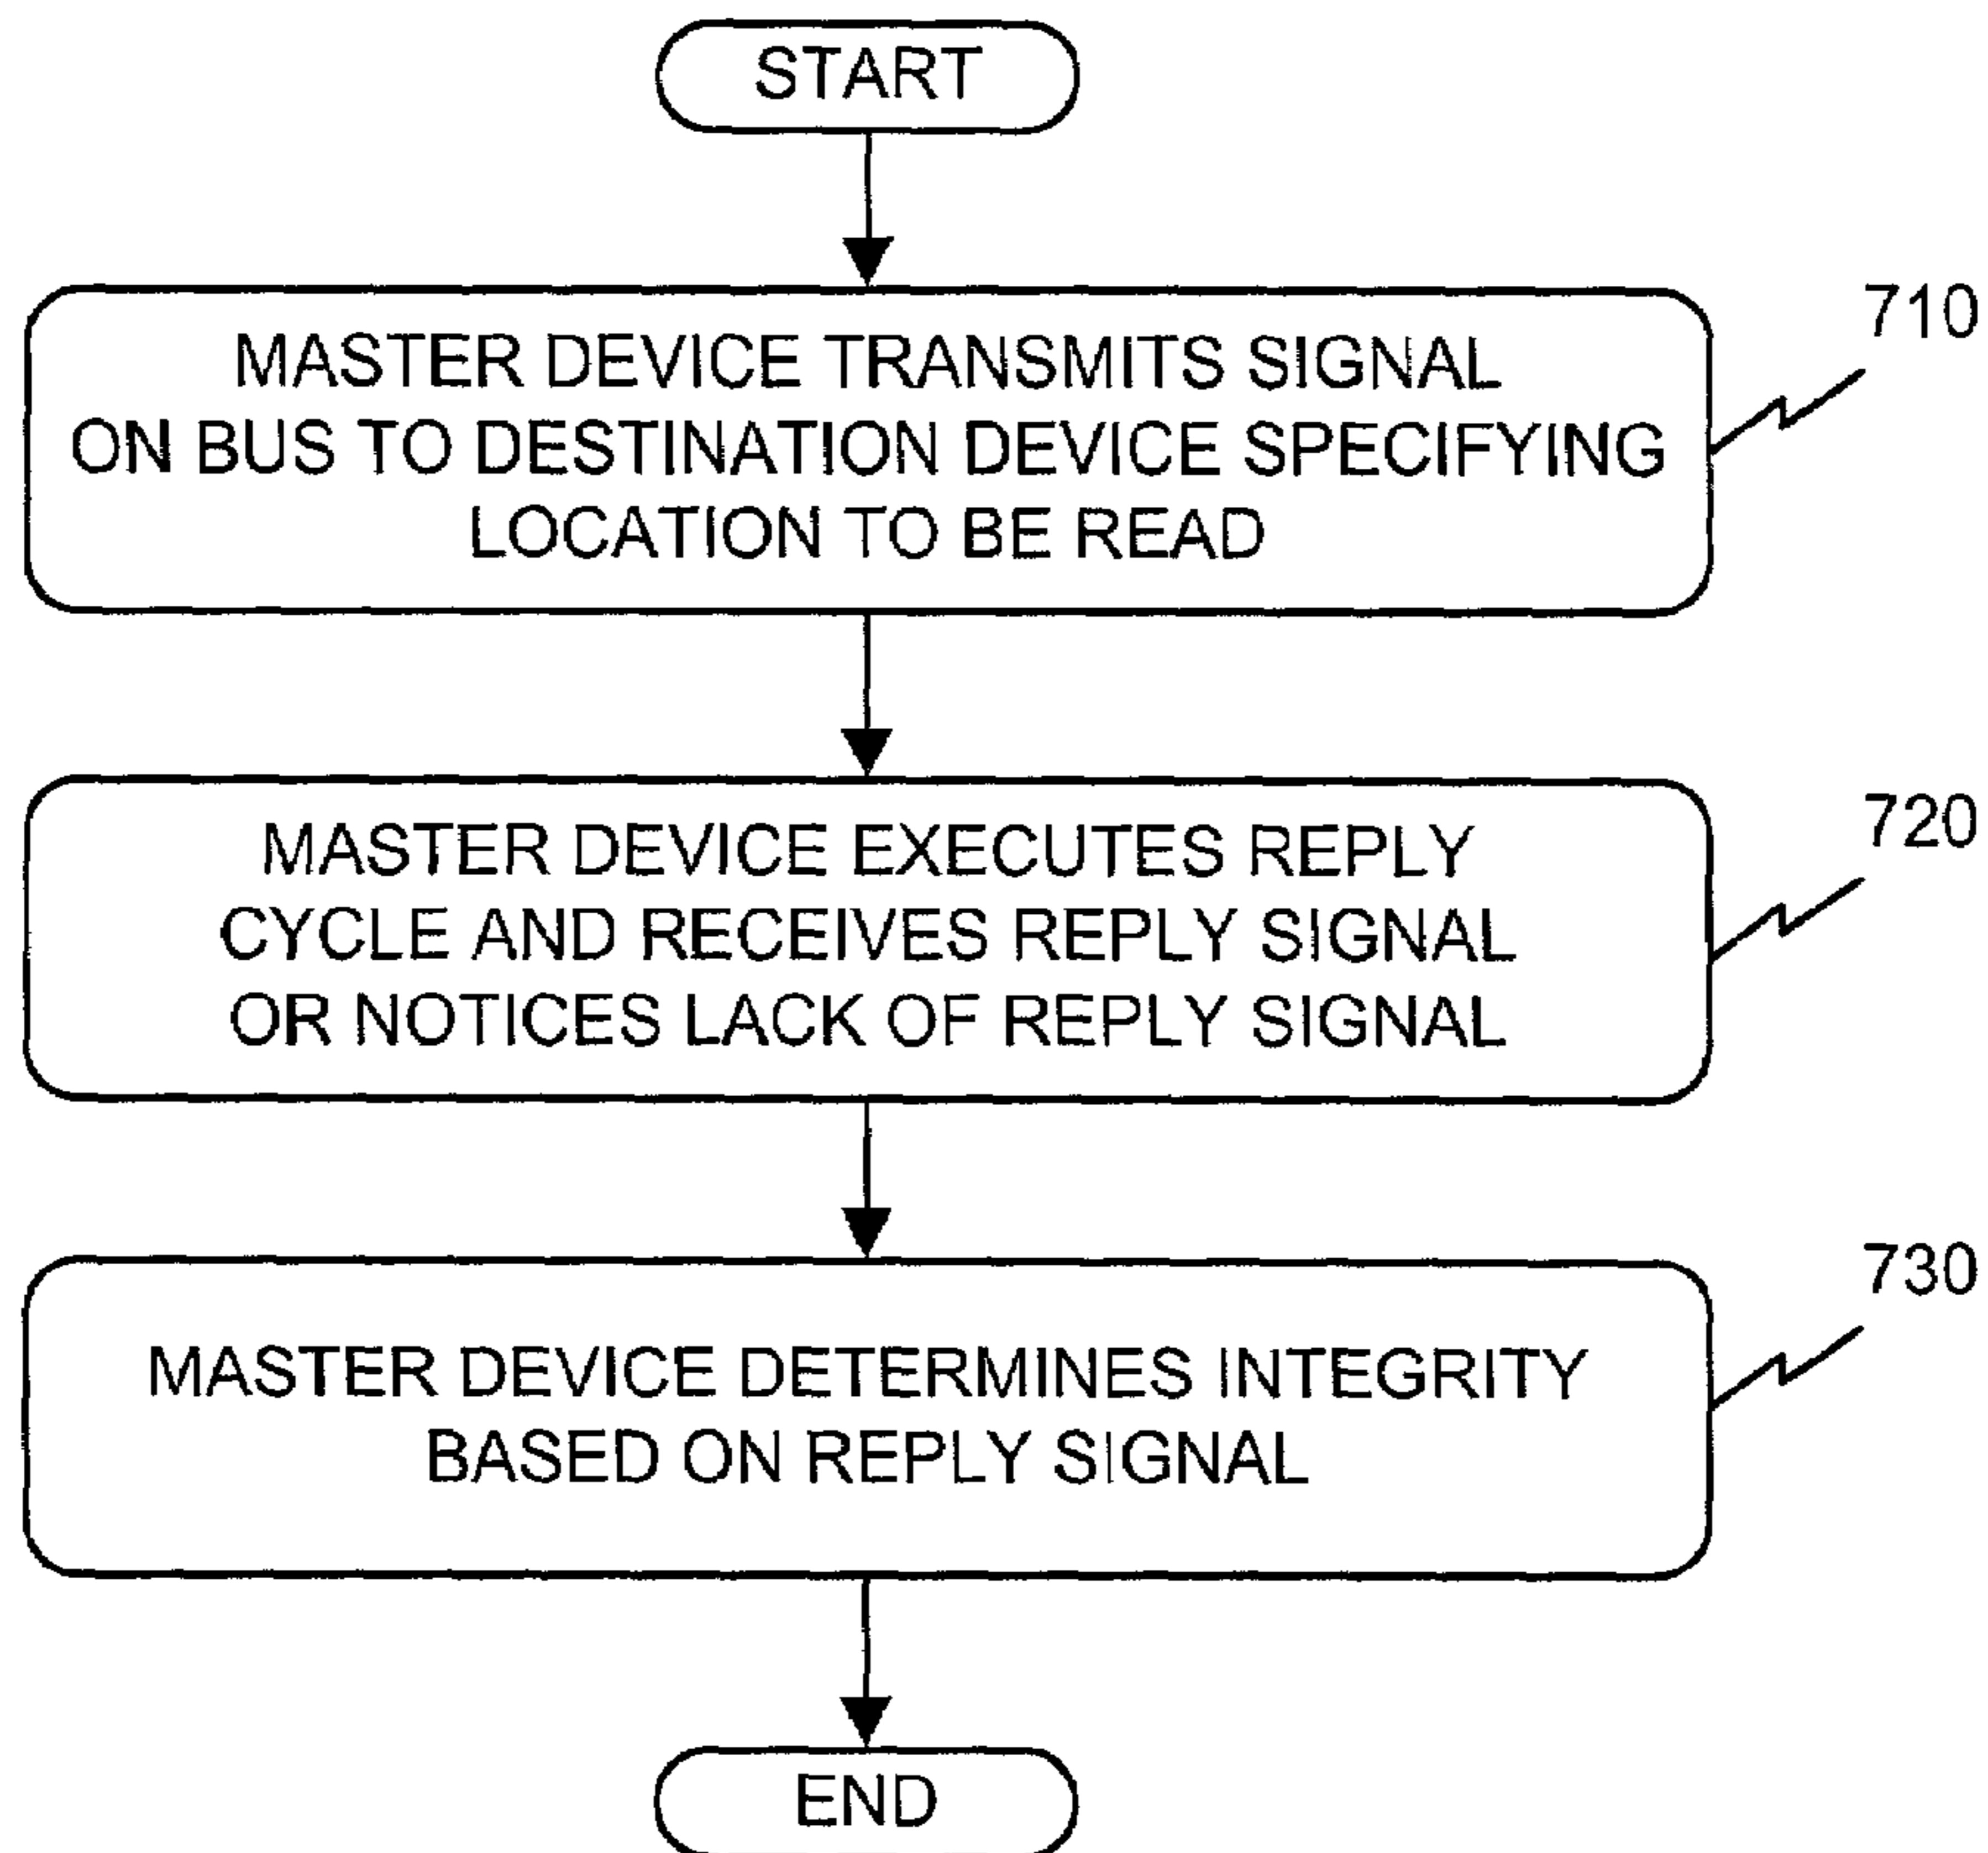 START
710
MASTER DEVICE TRANSMITS SIGNAL
ON BUS TO DESTINATION DEVICE SPECIFYING
LOCATION TO BE READ
720
MASTER DEVICE EXECUTES REPLY
CYCLE AND RECEIVES REPLY SIGNAL
OR NOTICES LACK OF REPLY SIGNAL
730
MASTER DEVICE DETERMINES INTEGRITY
BASED ON REPLY SIGNAL
END